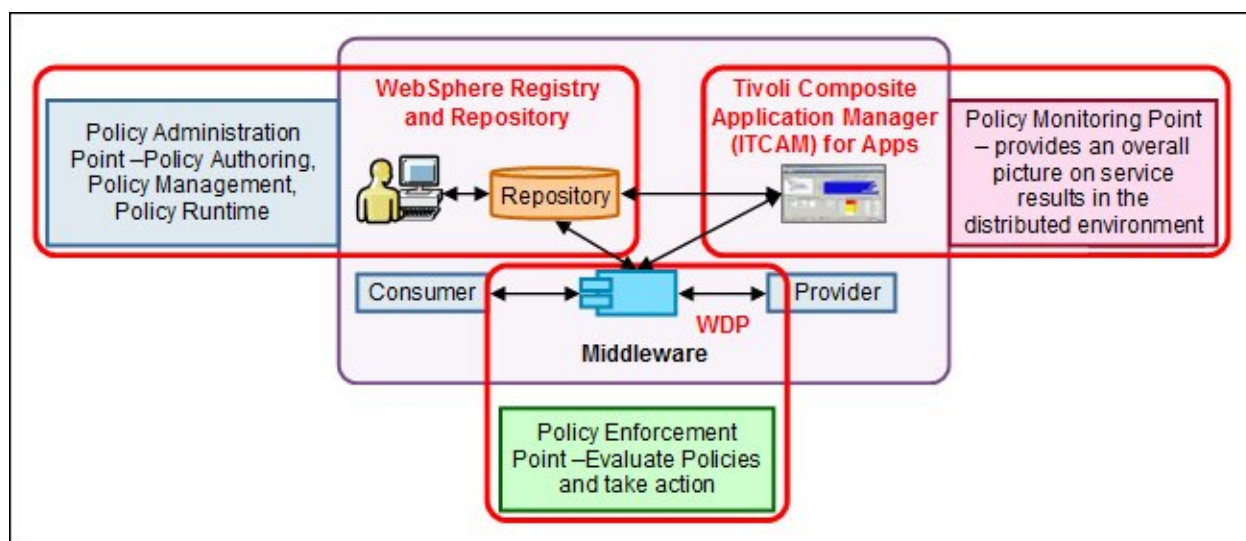 WebSphere Registry
and Repository
Tivoli Composite
Application Manager
(ITCAM) for Apps
Policy Administration
Point –Policy Authoring,
Policy Management,
Policy Runtime
Policy Monitoring Point
– provides an overall
picture on service
results in the
distributed environment
Repository
Consumer
Provider
WDP
Middleware
Policy Enforcement
Point –Evaluate Policies
and take action